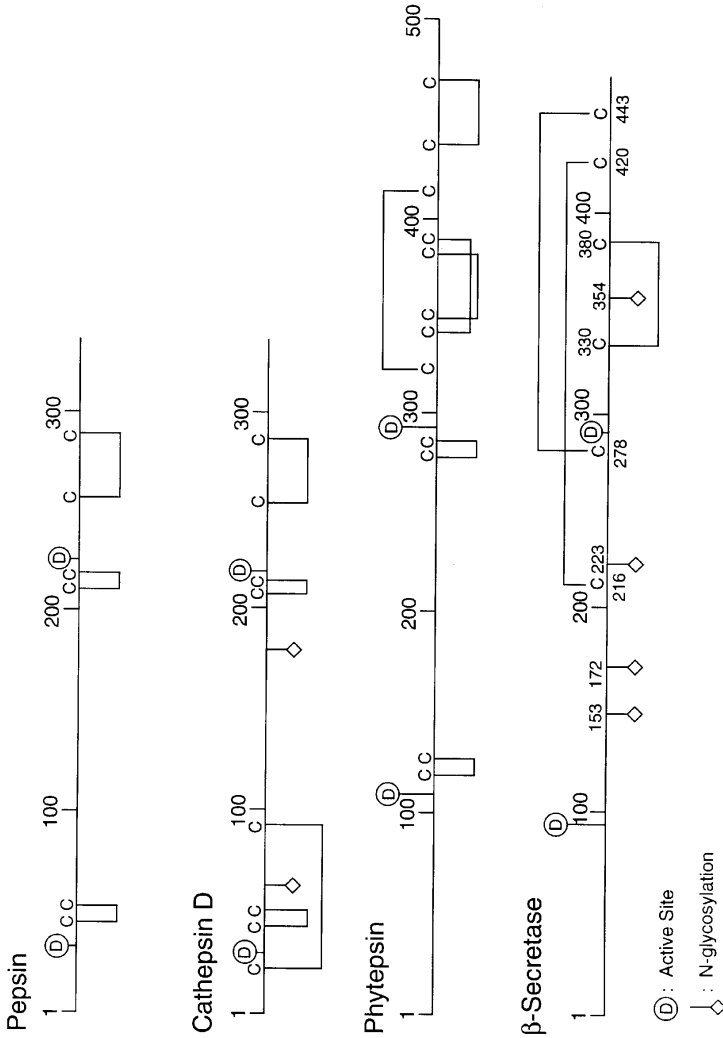 Pepsin
1 100 200 300
D C C C C D C C
Cathepsin D
1 100 200 300
C D C C C C C D C C
Phytepsin
1 100 200 300 400 500
D C C C C D C C C C C C C C
β-Secretase
1 100 200 300 400
D C C D C C C C
153 172 216 223 278 330 354 380 420 443
D : Active Site
: N-glycosylation